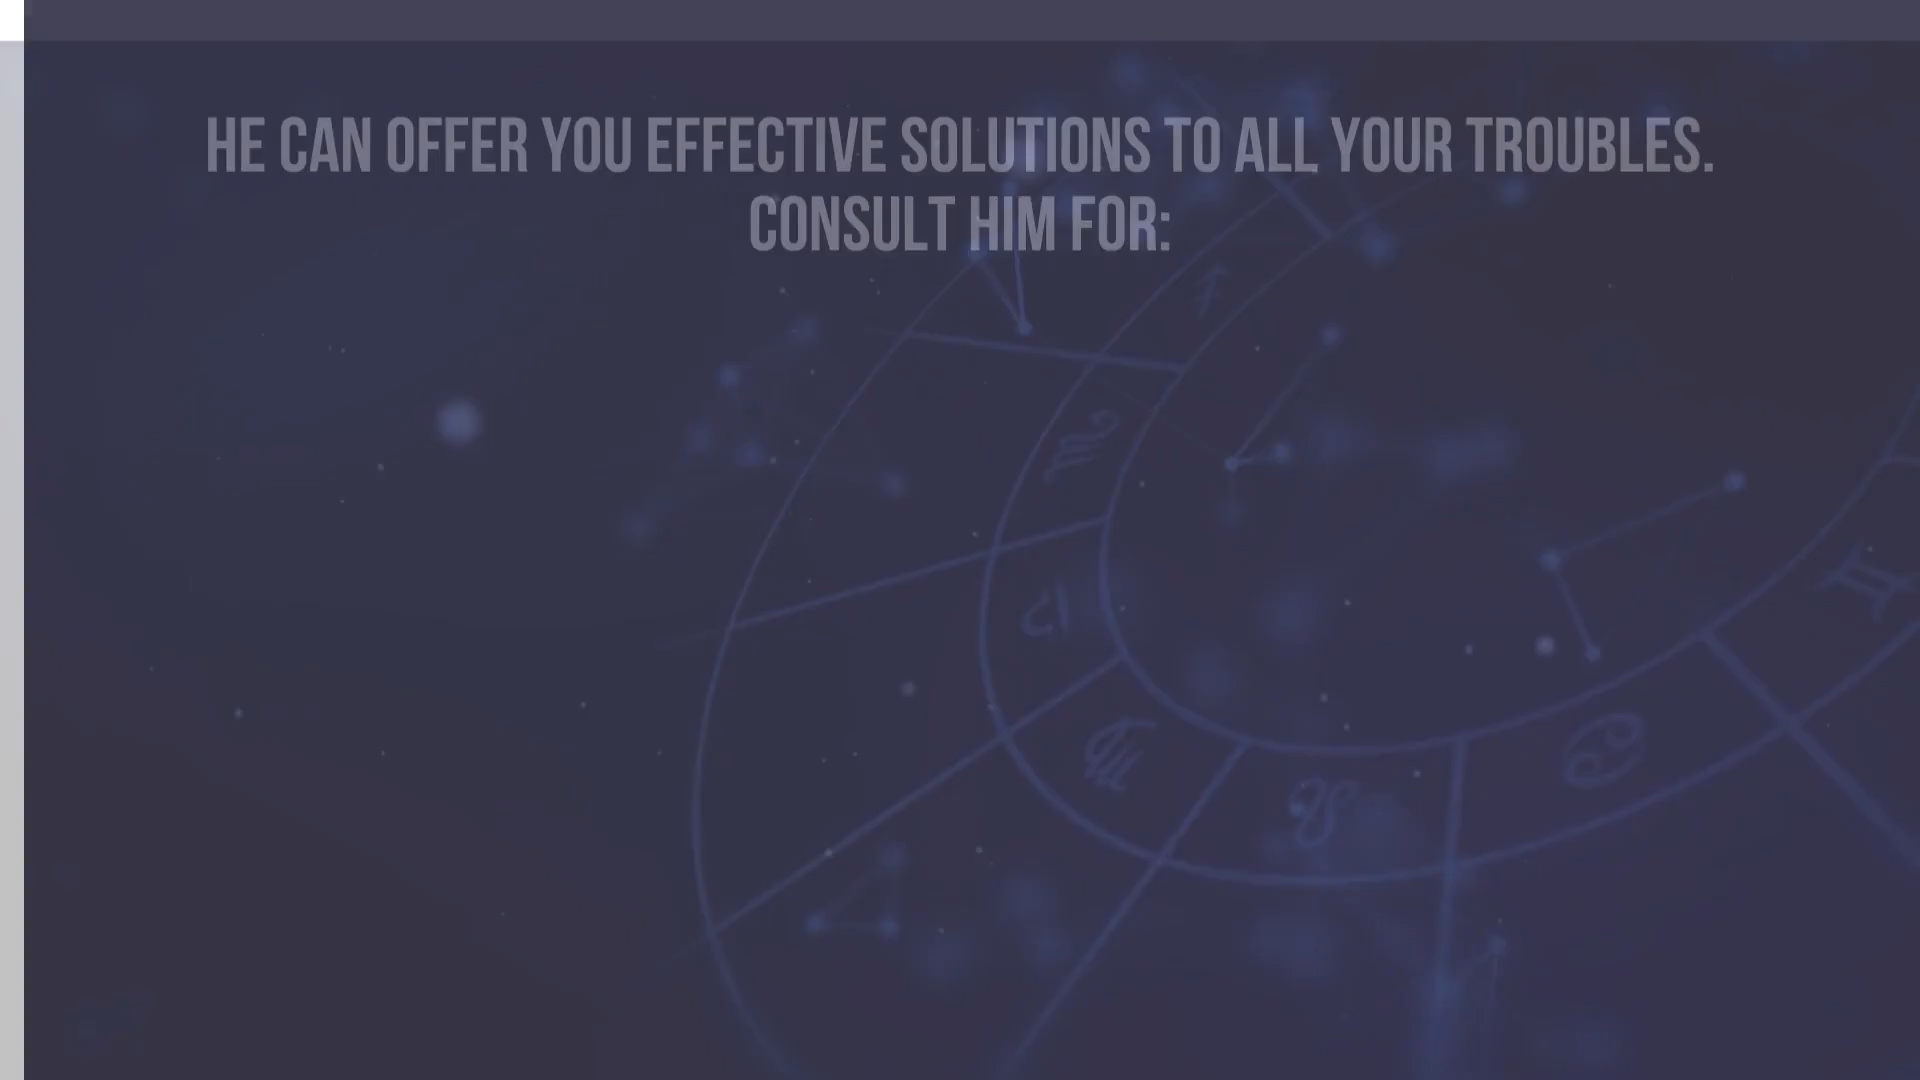 HE CAN OFFER YOU EFFECTIVE SOLUTIONS TO ALL YOUR TROUBLES.
CONSULT HIM FOR: